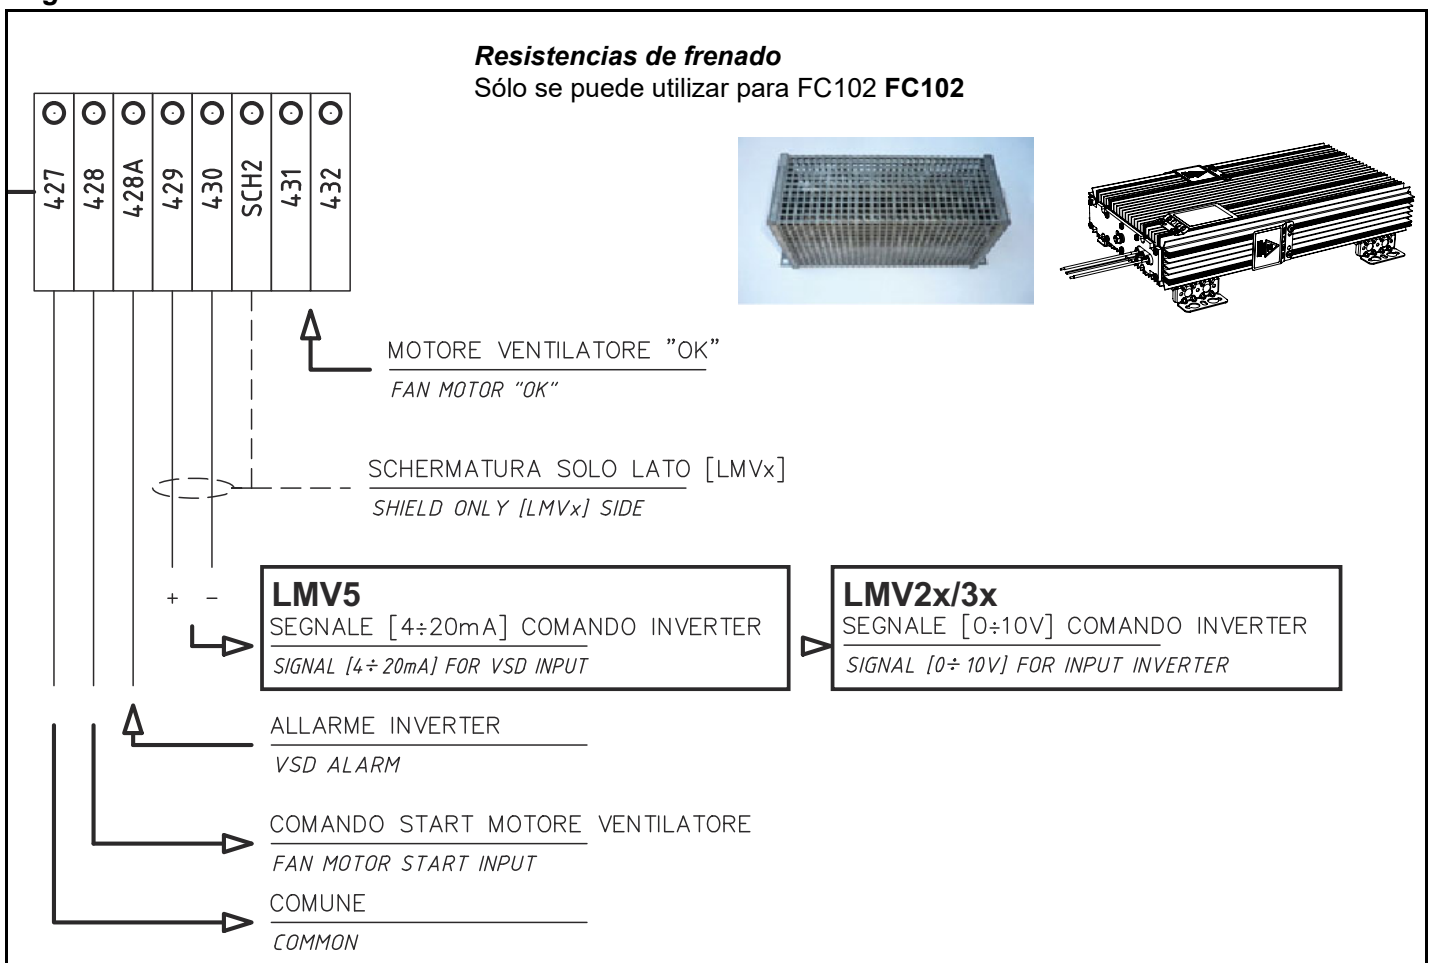 Resistencias de frenado
Sólo se puede utilizar para FC102 FC102
427
428
428A
429
430
SCH2
431
432
MOTORE VENTILATORE "OK"
FAN MOTOR "OK"
SCHERMATURA SOLO LATO [LMVx]
SHIELD ONLY [LMVx] SIDE
+ −
LMV5
SEGNALE [4÷20mA] COMANDO INVERTER
SIGNAL [4÷20mA] FOR VSD INPUT
LMV2x/3x
SEGNALE [0÷10V] COMANDO INVERTER
SIGNAL [0÷10V] FOR INPUT INVERTER
ALLARME INVERTER
VSD ALARM
COMANDO START MOTORE VENTILATORE
FAN MOTOR START INPUT
COMUNE
COMMON